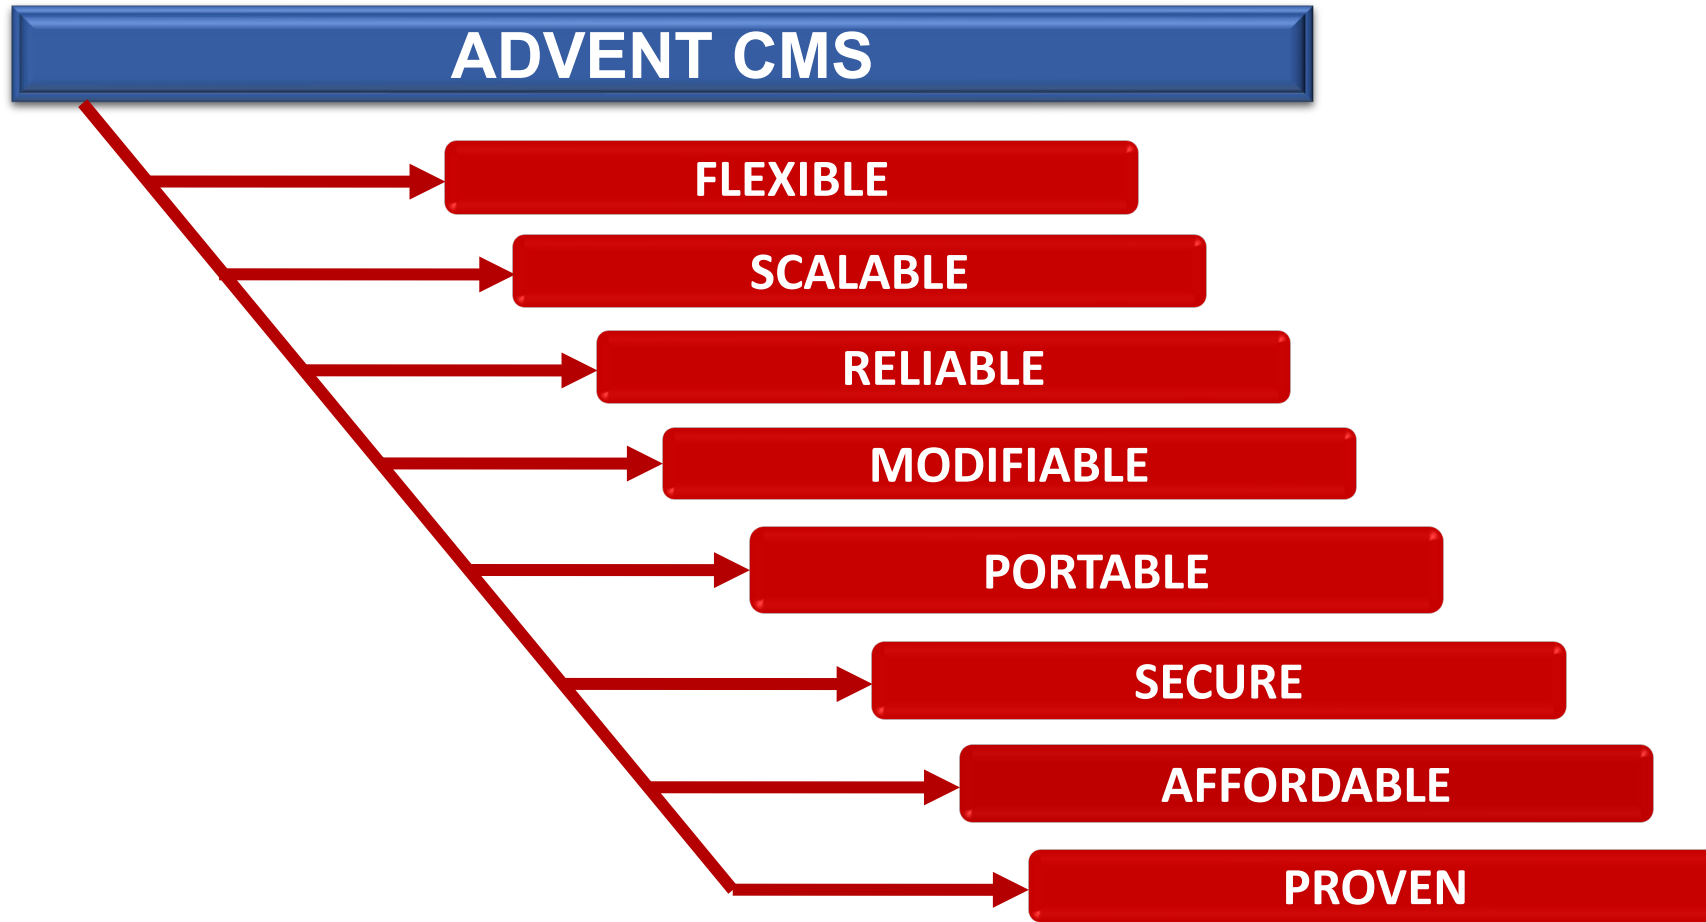 ADVENT CMS
FLEXIBLE
SCALABLE
RELIABLE
MODIFIABLE
PORTABLE
SECURE
AFFORDABLE
PROVEN